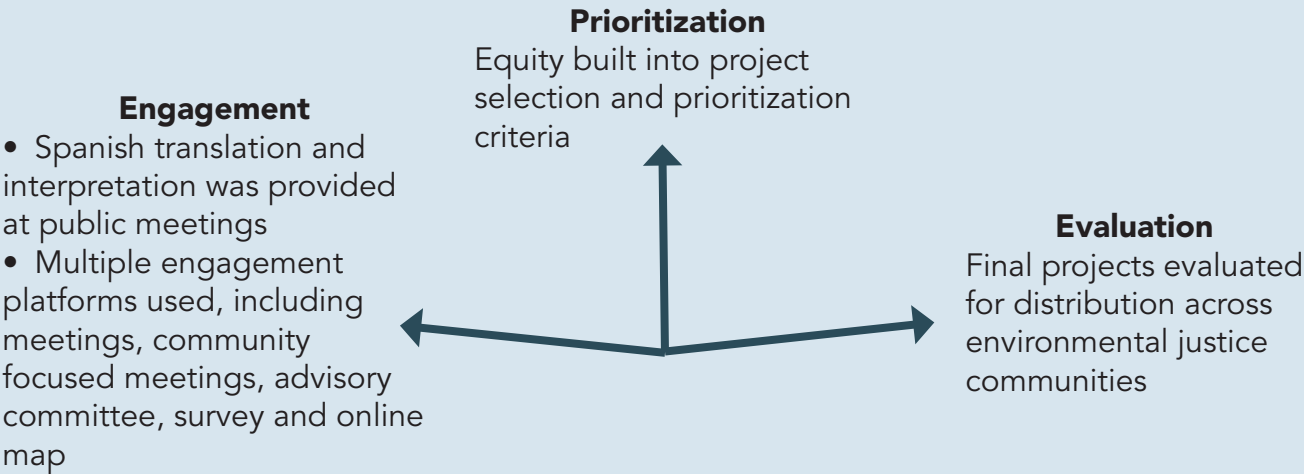 Prioritization
Equity built into project
selection and prioritization
criteria
Engagement
• Spanish translation and
interpretation was provided
at public meetings
• Multiple engagement
platforms used, including
meetings, community
focused meetings, advisory
committee, survey and online
map
Evaluation
Final projects evaluated
for distribution across
environmental justice
communities